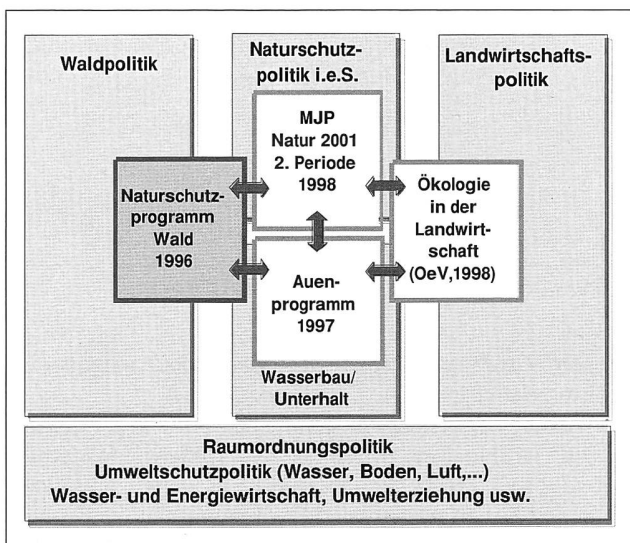 Waldpolitik
Naturschutz-
politik i.e.S.
Landwirtschafts-
politik
MJP
Natur 2001
2. Periode
1998
Naturschutz-
programm
Wald
1996
Ökologie
in der
Landwirt-
schaft
(OeV,1998)
Auen-
programm
1997
Wasserbau/
Unterhalt
Raumordnungspolitik
Umweltschutzpolitik (Wasser, Boden, Luft,...)
Wasser- und Energiewirtschaft, Umwelterziehung usw.